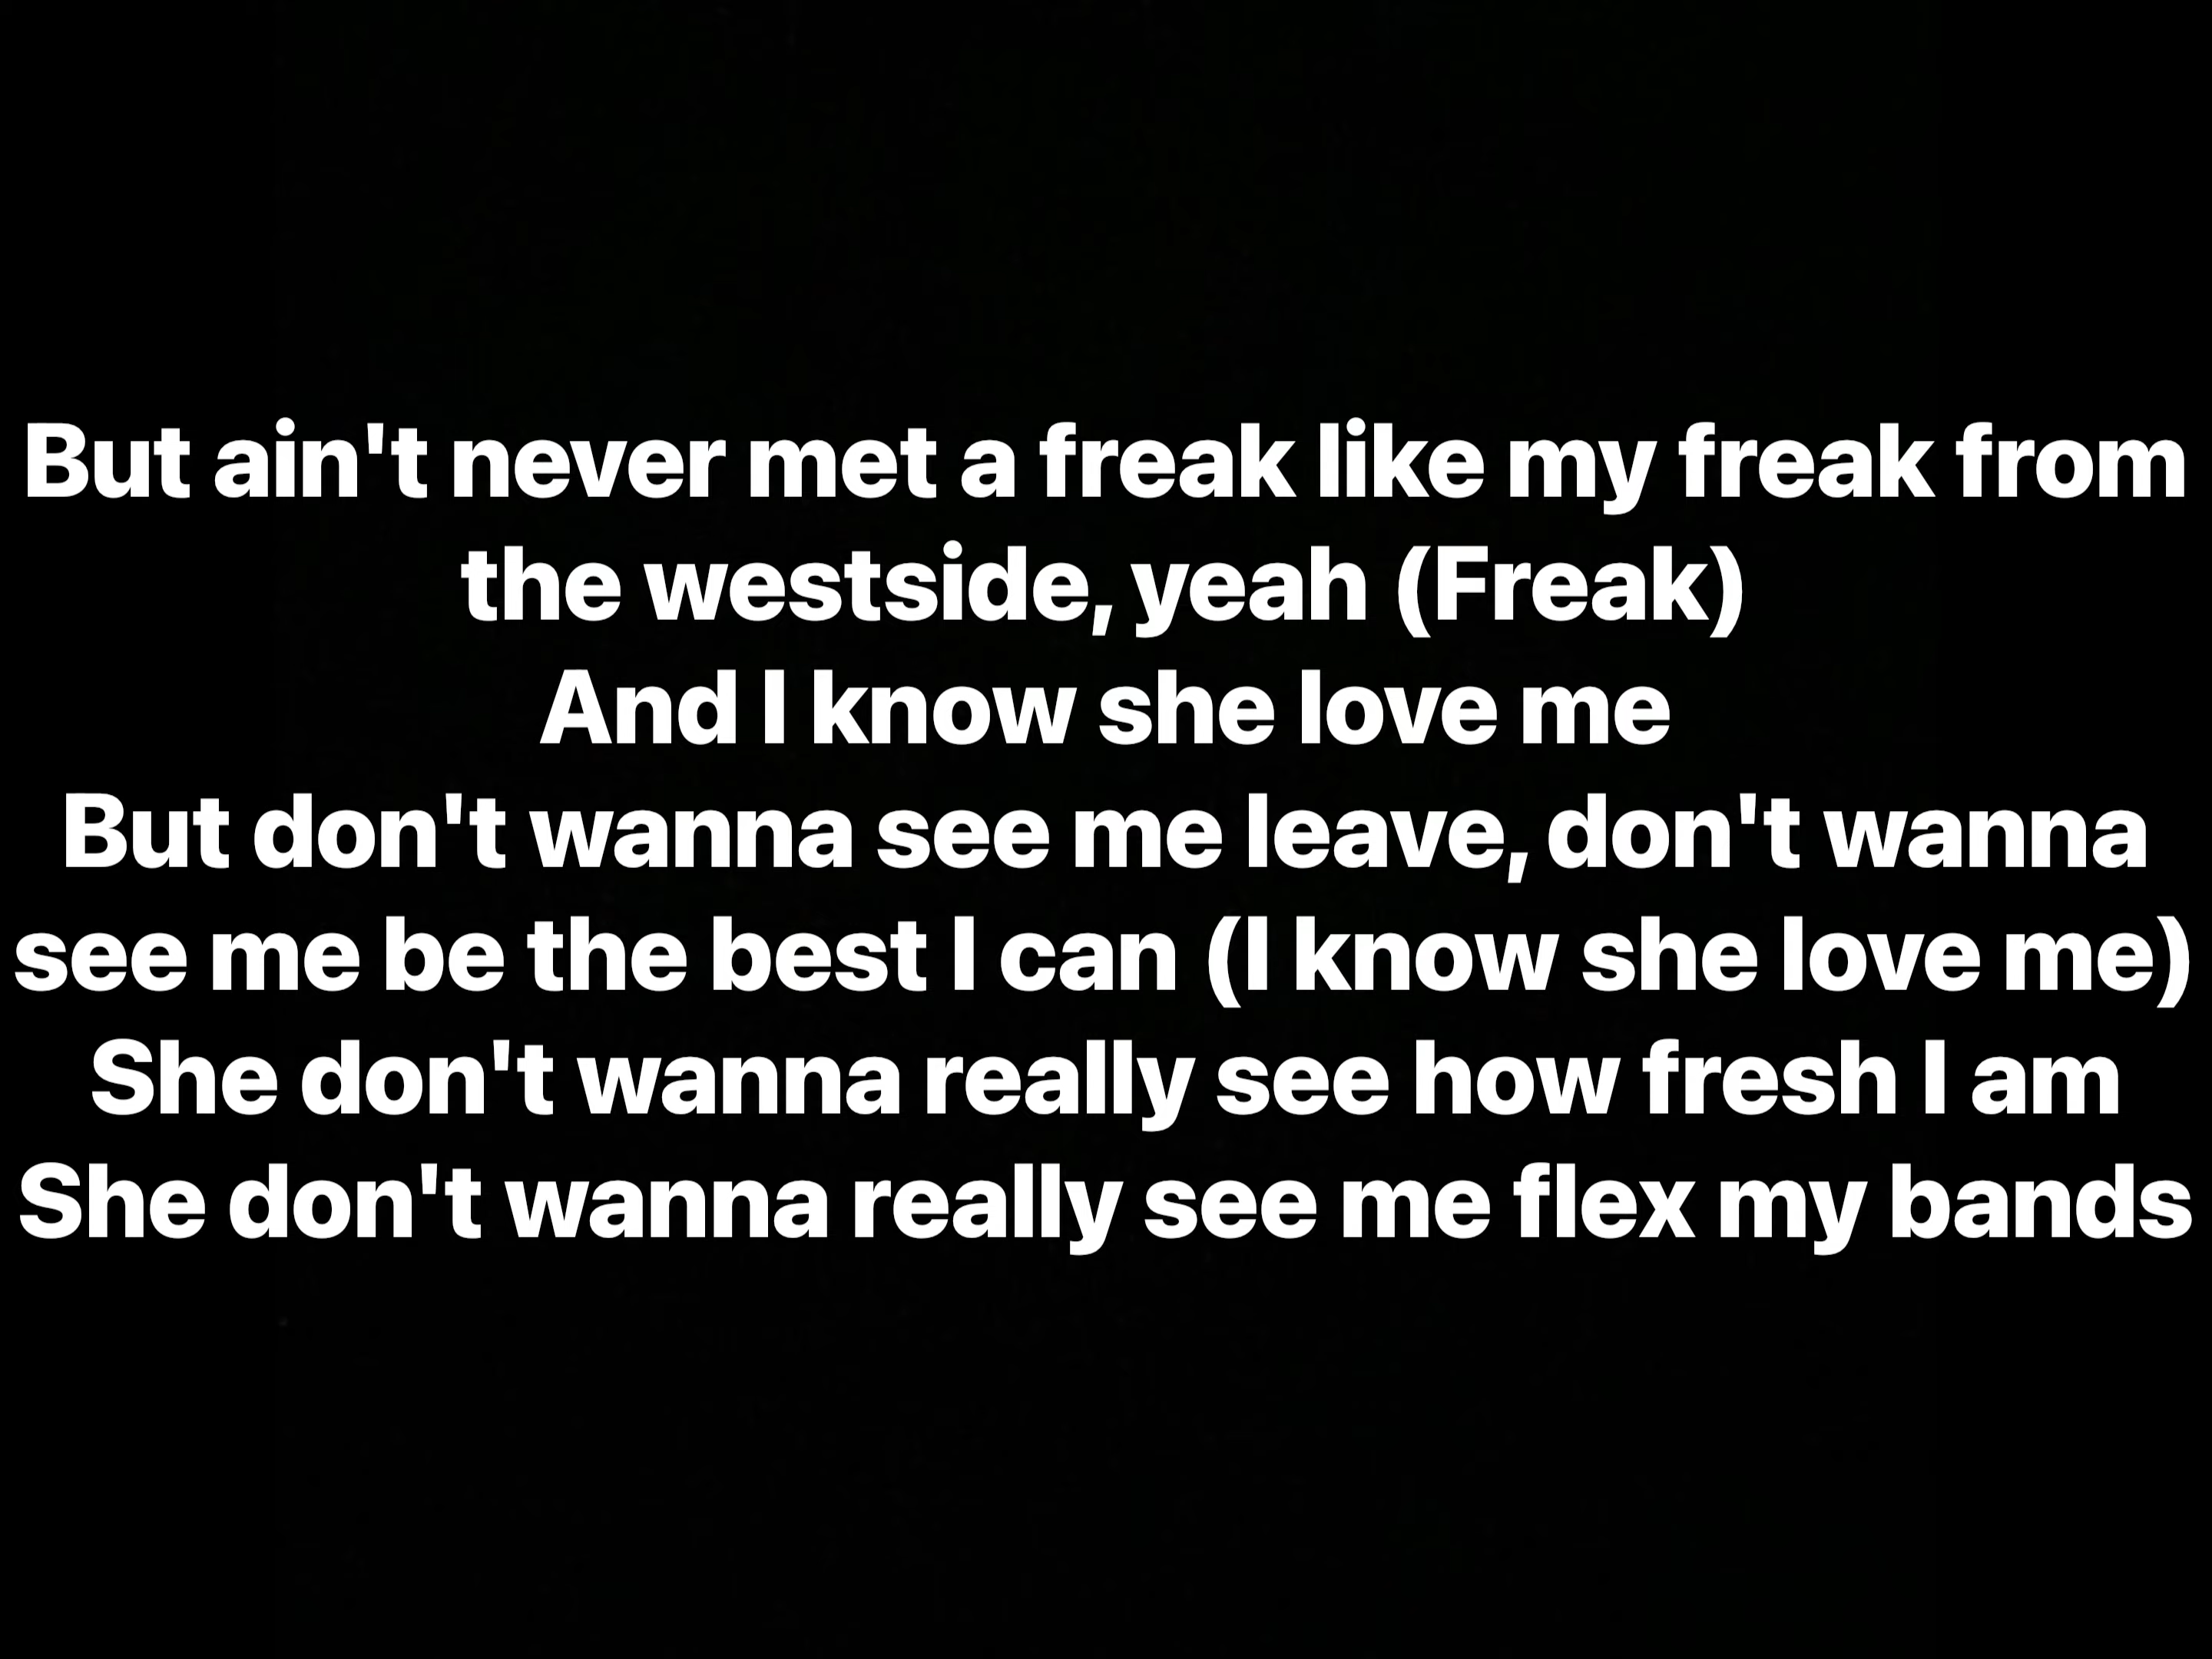 But ain't never met a freak like my freak from
the westside, yeah (Freak)
And I know she love me
But don't wanna see me leave, don't wanna
see me be the best I can (I know she love me)
She don't wanna really see how fresh I am
She don't wanna really see me flex my bands